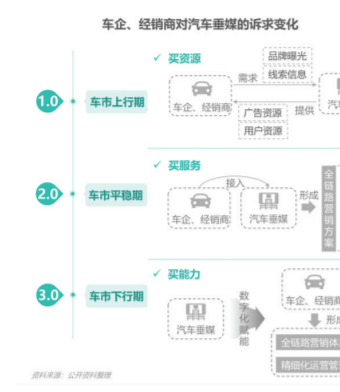 车企、经销商对汽车垂媒的诉求变化
✓ 买资源
品牌曝光
需求
线索信息
1.0
车市上行期
车企、经销商
汽
广告资源
提供
用户资源
✓ 买服务
接入
2.0
车市平稳期
车企、经销商
汽车垂媒
形成
全链路营销方案
✓ 买能力
3.0
车市下行期
汽车垂媒
数字化赋能
车企、经销商
形成
全链路营销体
精细化运营管
资料来源：公开资料整理